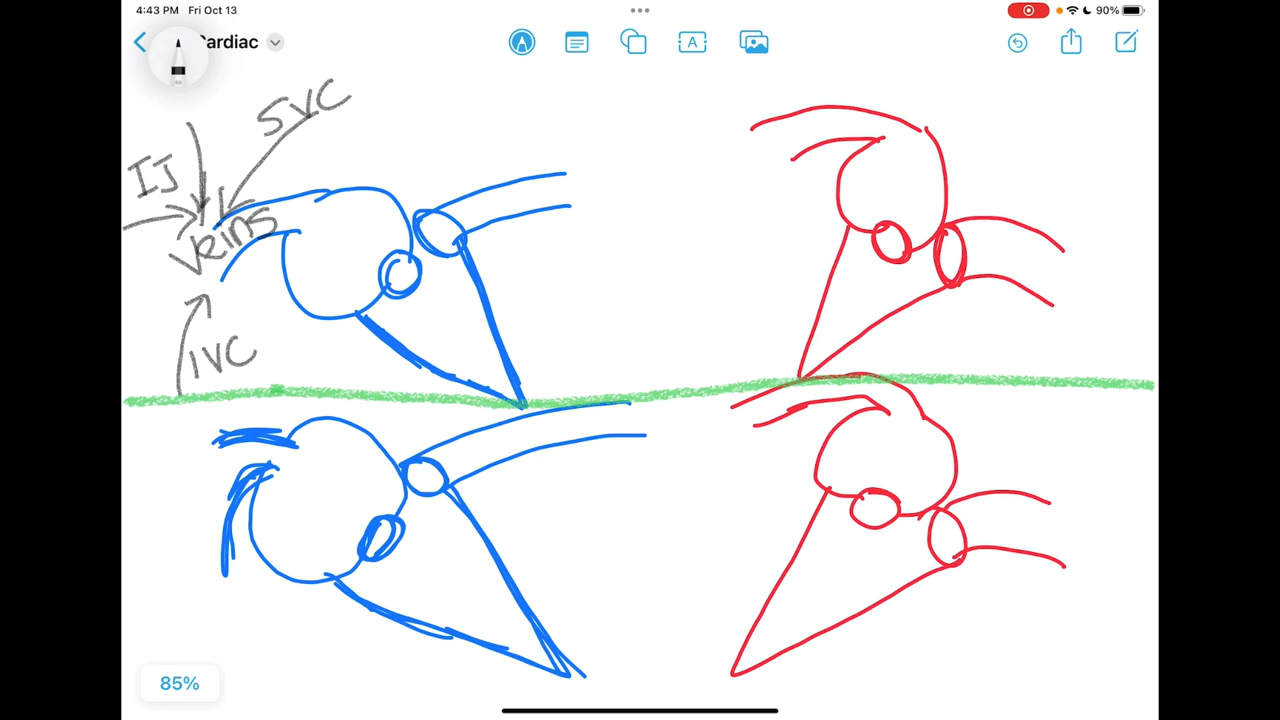 4:43 PM Fri Oct 13
90%
Cardiac
A
SVC
IJ
Veins
IVC
85%